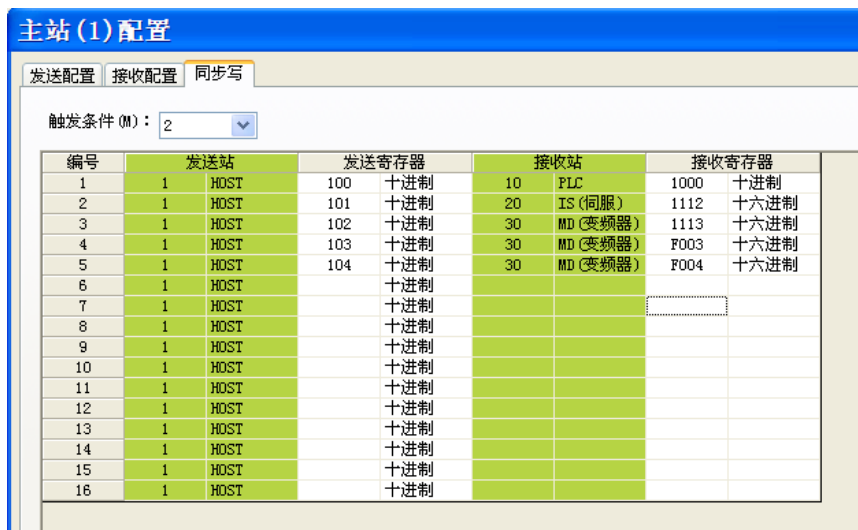 主站(1)配置
发送配置 接收配置 同步写
触发条件(M): 2
编号 发送站 发送寄存器 接收站 接收寄存器
1 1 HOST 100 十进制 10 PLC 1000 十进制
2 1 HOST 101 十进制 20 IS(伺服) 1112 十六进制
3 1 HOST 102 十进制 30 MD(变频器) 1113 十六进制
4 1 HOST 103 十进制 30 MD(变频器) F003 十六进制
5 1 HOST 104 十进制 30 MD(变频器) F004 十六进制
6 1 HOST 十进制
7 1 HOST 十进制
8 1 HOST 十进制
9 1 HOST 十进制
10 1 HOST 十进制
11 1 HOST 十进制
12 1 HOST 十进制
13 1 HOST 十进制
14 1 HOST 十进制
15 1 HOST 十进制
16 1 HOST 十进制